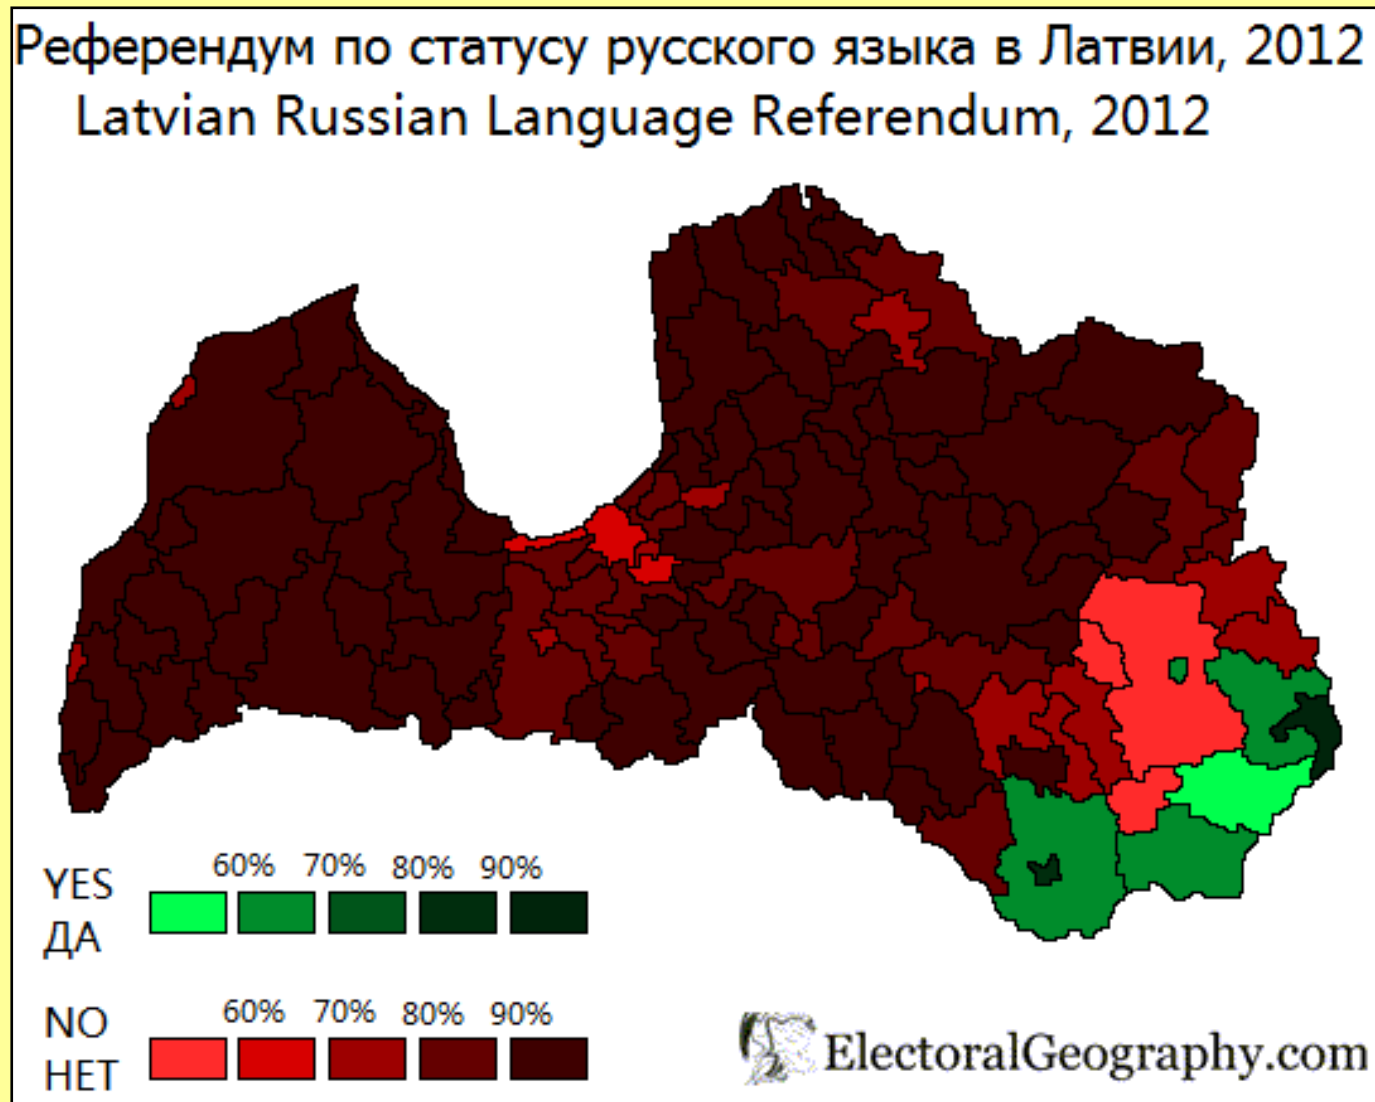 Референдум по статусу русского языка в Латвии, 2012
Latvian Russian Language Referendum, 2012
60% 70% 80% 90%
YES
ДА
60% 70% 80% 90%
NO
НЕТ
ElectoralGeography.com